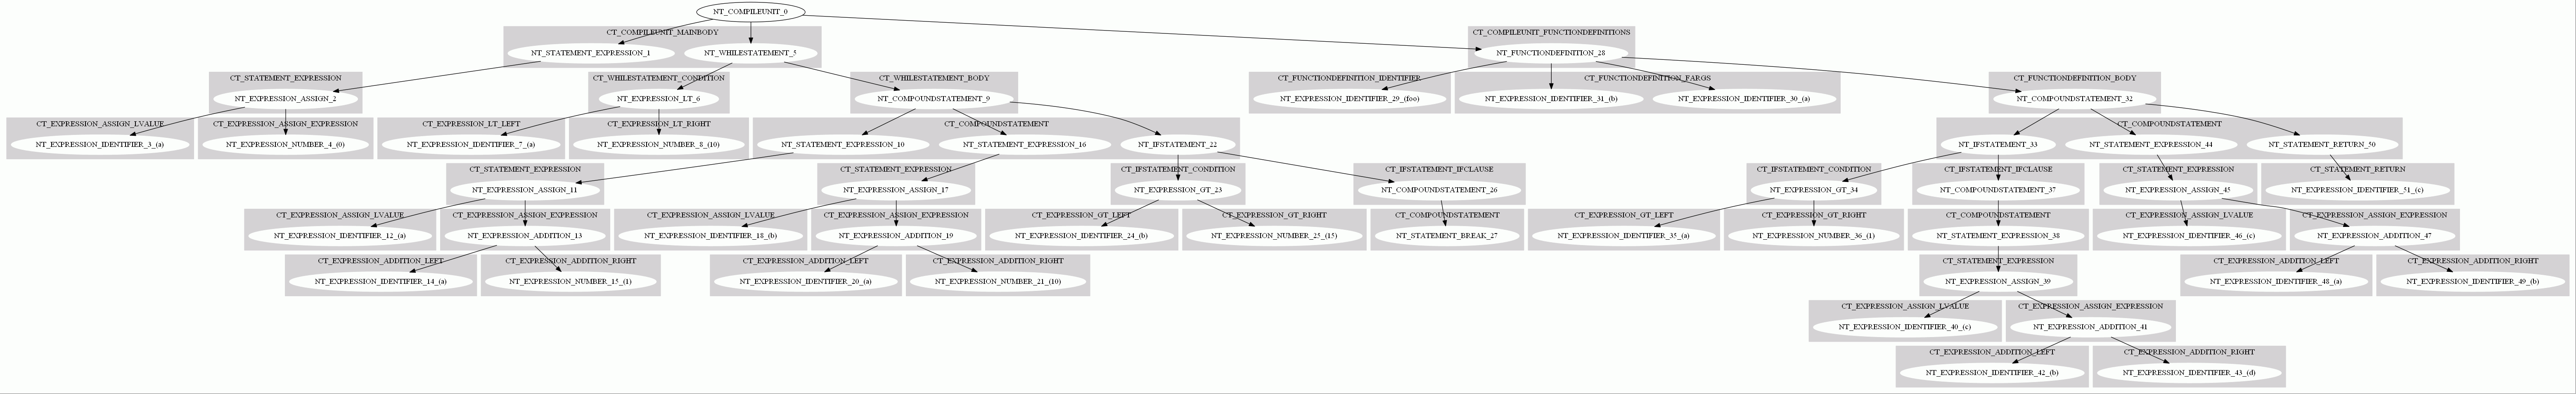 NT_COMPILEUNIT_0
CT_COMPILEUNIT_MAINBODY
CT_COMPILEUNIT_FUNCTIONDEFINITIONS
NT_STATEMENT_EXPRESSION_1
NT_WHILESTATEMENT_5
NT_FUNCTIONDEFINITION_28
CT_STATEMENT_EXPRESSION
CT_WHILESTATEMENT_CONDITION
CT_WHILESTATEMENT_BODY
CT_FUNCTIONDEFINITION_IDENTIFIER
CT_FUNCTIONDEFINITION_FARGS
CT_FUNCTIONDEFINITION_BODY
NT_EXPRESSION_ASSIGN_2
NT_EXPRESSION_LT_6
NT_COMPOUNDSTATEMENT_9
NT_EXPRESSION_IDENTIFIER_29_(foo)
NT_EXPRESSION_IDENTIFIER_31_(b)
NT_EXPRESSION_IDENTIFIER_30_(a)
NT_COMPOUNDSTATEMENT_32
CT_EXPRESSION_ASSIGN_LVALUE
CT_EXPRESSION_ASSIGN_EXPRESSION
CT_EXPRESSION_LT_LEFT
CT_EXPRESSION_LT_RIGHT
CT_COMPOUNDSTATEMENT
CT_COMPOUNDSTATEMENT
NT_EXPRESSION_IDENTIFIER_3_(a)
NT_EXPRESSION_NUMBER_4_(0)
NT_EXPRESSION_IDENTIFIER_7_(a)
NT_EXPRESSION_NUMBER_8_(10)
NT_STATEMENT_EXPRESSION_10
NT_STATEMENT_EXPRESSION_16
NT_IFSTATEMENT_22
NT_IFSTATEMENT_33
NT_STATEMENT_EXPRESSION_44
NT_STATEMENT_RETURN_50
CT_STATEMENT_EXPRESSION
CT_STATEMENT_EXPRESSION
CT_IFSTATEMENT_CONDITION
CT_IFSTATEMENT_IFCLAUSE
CT_IFSTATEMENT_CONDITION
CT_IFSTATEMENT_IFCLAUSE
CT_STATEMENT_EXPRESSION
CT_STATEMENT_RETURN
NT_EXPRESSION_ASSIGN_11
NT_EXPRESSION_ASSIGN_17
NT_EXPRESSION_GT_23
NT_COMPOUNDSTATEMENT_26
NT_EXPRESSION_GT_34
NT_COMPOUNDSTATEMENT_37
NT_EXPRESSION_ASSIGN_45
NT_EXPRESSION_IDENTIFIER_51_(c)
CT_EXPRESSION_ASSIGN_LVALUE
CT_EXPRESSION_ASSIGN_EXPRESSION
CT_EXPRESSION_ASSIGN_LVALUE
CT_EXPRESSION_ASSIGN_EXPRESSION
CT_EXPRESSION_GT_LEFT
CT_EXPRESSION_GT_RIGHT
CT_COMPOUNDSTATEMENT
CT_EXPRESSION_GT_LEFT
CT_EXPRESSION_GT_RIGHT
CT_COMPOUNDSTATEMENT
CT_EXPRESSION_ASSIGN_LVALUE
CT_EXPRESSION_ASSIGN_EXPRESSION
NT_EXPRESSION_IDENTIFIER_12_(a)
NT_EXPRESSION_ADDITION_13
NT_EXPRESSION_IDENTIFIER_18_(b)
NT_EXPRESSION_ADDITION_19
NT_EXPRESSION_IDENTIFIER_24_(b)
NT_EXPRESSION_NUMBER_25_(15)
NT_STATEMENT_BREAK_27
NT_EXPRESSION_IDENTIFIER_35_(a)
NT_EXPRESSION_NUMBER_36_(1)
NT_STATEMENT_EXPRESSION_38
NT_EXPRESSION_IDENTIFIER_46_(c)
NT_EXPRESSION_ADDITION_47
CT_EXPRESSION_ADDITION_LEFT
CT_EXPRESSION_ADDITION_RIGHT
CT_EXPRESSION_ADDITION_LEFT
CT_EXPRESSION_ADDITION_RIGHT
CT_STATEMENT_EXPRESSION
CT_EXPRESSION_ADDITION_LEFT
CT_EXPRESSION_ADDITION_RIGHT
NT_EXPRESSION_IDENTIFIER_14_(a)
NT_EXPRESSION_NUMBER_15_(1)
NT_EXPRESSION_IDENTIFIER_20_(a)
NT_EXPRESSION_NUMBER_21_(10)
NT_EXPRESSION_ASSIGN_39
NT_EXPRESSION_IDENTIFIER_48_(a)
NT_EXPRESSION_IDENTIFIER_49_(b)
CT_EXPRESSION_ASSIGN_LVALUE
CT_EXPRESSION_ASSIGN_EXPRESSION
NT_EXPRESSION_IDENTIFIER_40_(c)
NT_EXPRESSION_ADDITION_41
CT_EXPRESSION_ADDITION_LEFT
CT_EXPRESSION_ADDITION_RIGHT
NT_EXPRESSION_IDENTIFIER_42_(b)
NT_EXPRESSION_IDENTIFIER_43_(d)